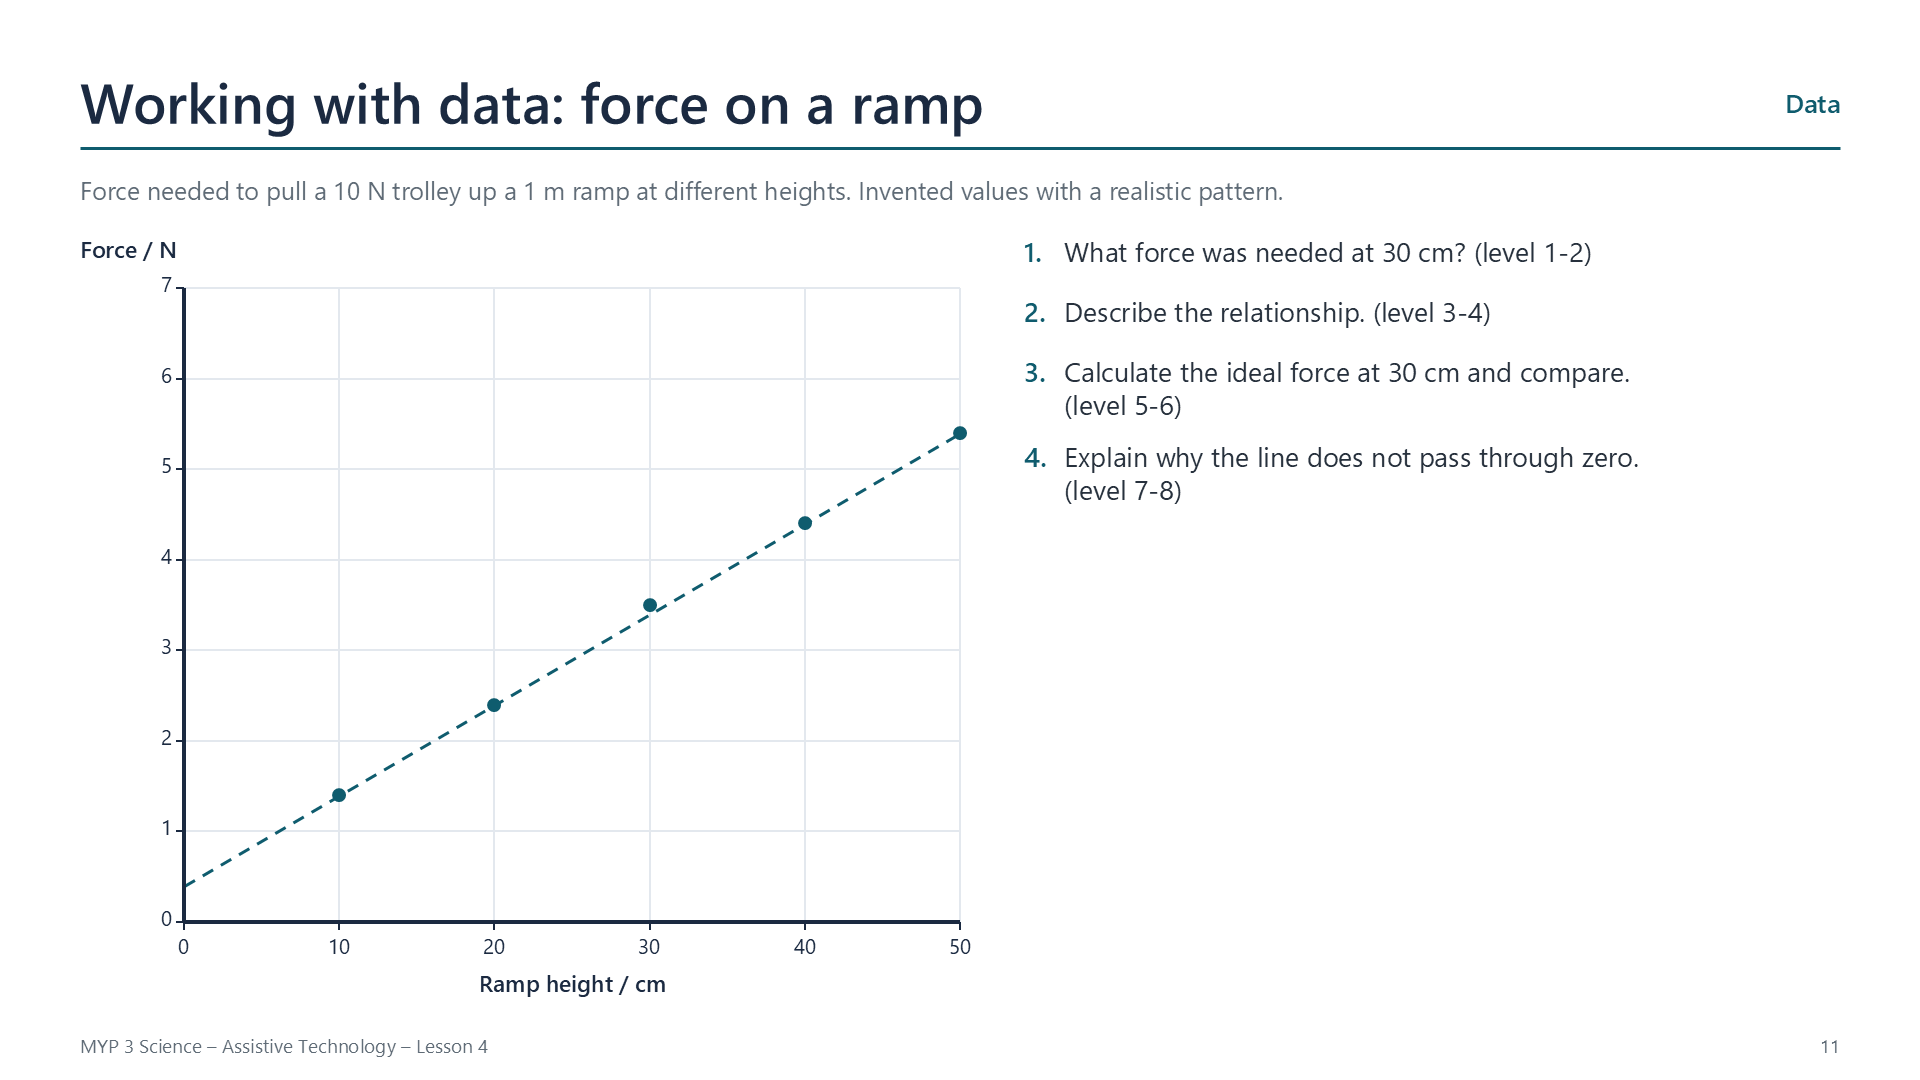 Working with data: force on a ramp
Data
Force needed to pull a 10 N trolley up a 1 m ramp at different heights. Invented values with a realistic pattern.
Force / N
7
6
5
4
3
2
1
0
0 10 20 30 40 50
Ramp height / cm
1. What force was needed at 30 cm? (level 1-2)
2. Describe the relationship. (level 3-4)
3. Calculate the ideal force at 30 cm and compare.
(level 5-6)
4. Explain why the line does not pass through zero.
(level 7-8)
MYP 3 Science – Assistive Technology – Lesson 4
11